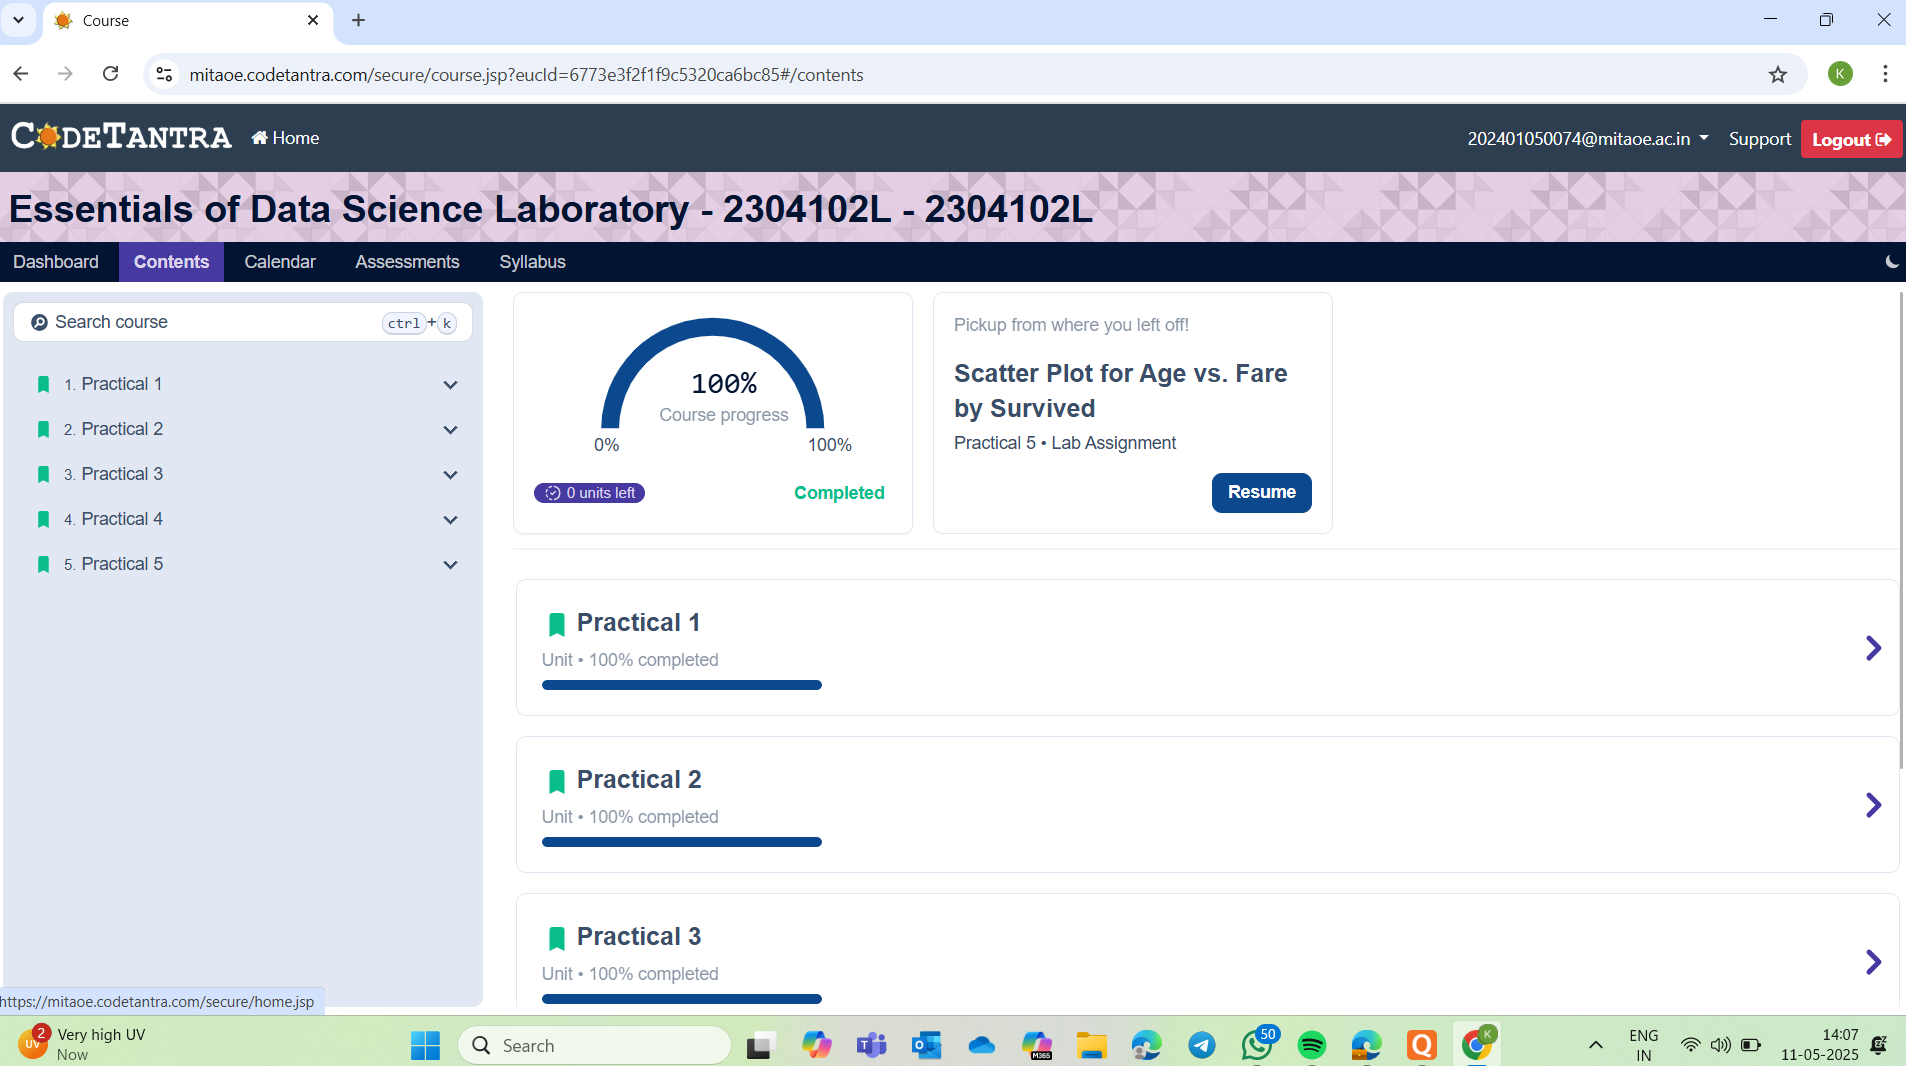 Course
mitaoe.codetantra.com/secure/course.jsp?eucId=6773e3f2f1f9c5320ca6bc85#/contents
K
CODETANTRA
Home
202401050074@mitaoe.ac.in
Support
Logout
Essentials of Data Science Laboratory - 2304102L - 2304102L
Dashboard
Contents
Calendar
Assessments
Syllabus
Search course
ctrl + k
1. Practical 1
2. Practical 2
3. Practical 3
4. Practical 4
5. Practical 5
100%
Course progress
0%
100%
0 units left
Completed
Pickup from where you left off!
Scatter Plot for Age vs. Fare
by Survived
Practical 5 • Lab Assignment
Resume
Practical 1
Unit • 100% completed
Practical 2
Unit • 100% completed
Practical 3
Unit • 100% completed
https://mitaoe.codetantra.com/secure/home.jsp
UV
2
Very high UV
Now
Search
T
O
M365
50
Q
K
ENG
IN
14:07
11-05-2025